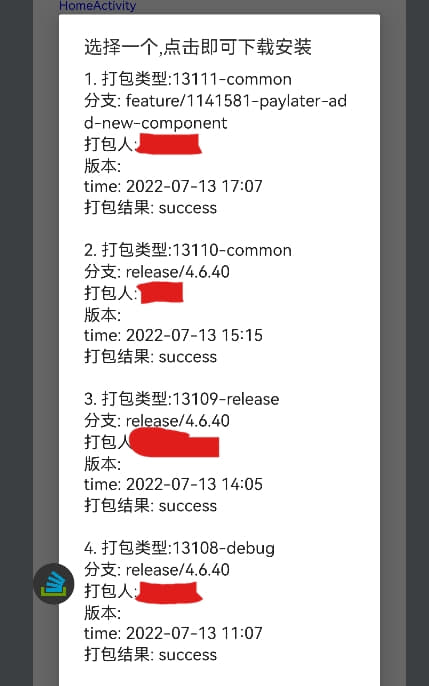 HomeActivity
选择一个,点击即可下载安装
1. 打包类型:13111-common
分支: feature/1141581-paylater-ad
d-new-component
打包人:
版本:
time: 2022-07-13 17:07
打包结果: success
2. 打包类型:13110-common
分支: release/4.6.40
打包人:
版本:
time: 2022-07-13 15:15
打包结果: success
3. 打包类型:13109-release
分支: release/4.6.40
打包人
版本:
time: 2022-07-13 14:05
打包结果: success
4. 打包类型:13108-debug
分支: release/4.6.40
打包人:
版本:
time: 2022-07-13 11:07
打包结果: success